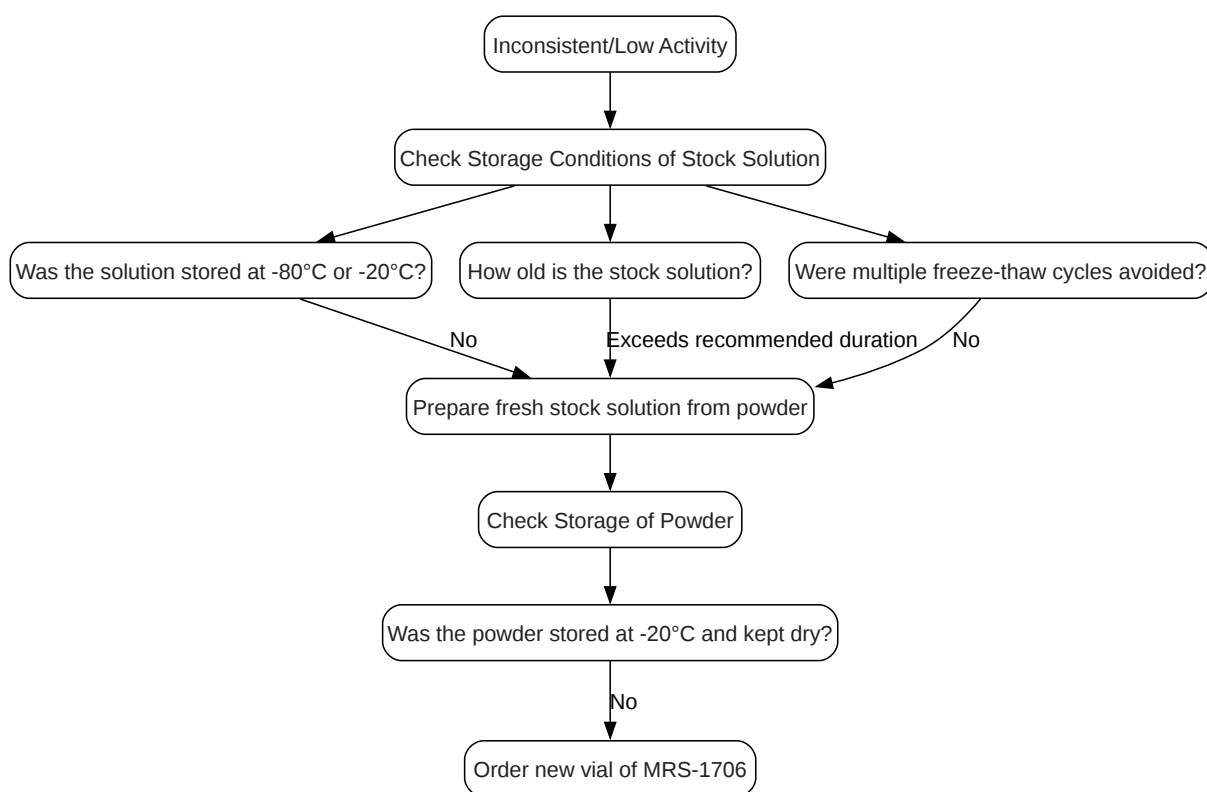 Inconsistent/Low Activity
Check Storage Conditions of Stock Solution
Was the solution stored at -80°C or -20°C?
How old is the stock solution?
Were multiple freeze-thaw cycles avoided?
No
Exceeds recommended duration
No
Prepare fresh stock solution from powder
Check Storage of Powder
Was the powder stored at -20°C and kept dry?
No
Order new vial of MRS-1706